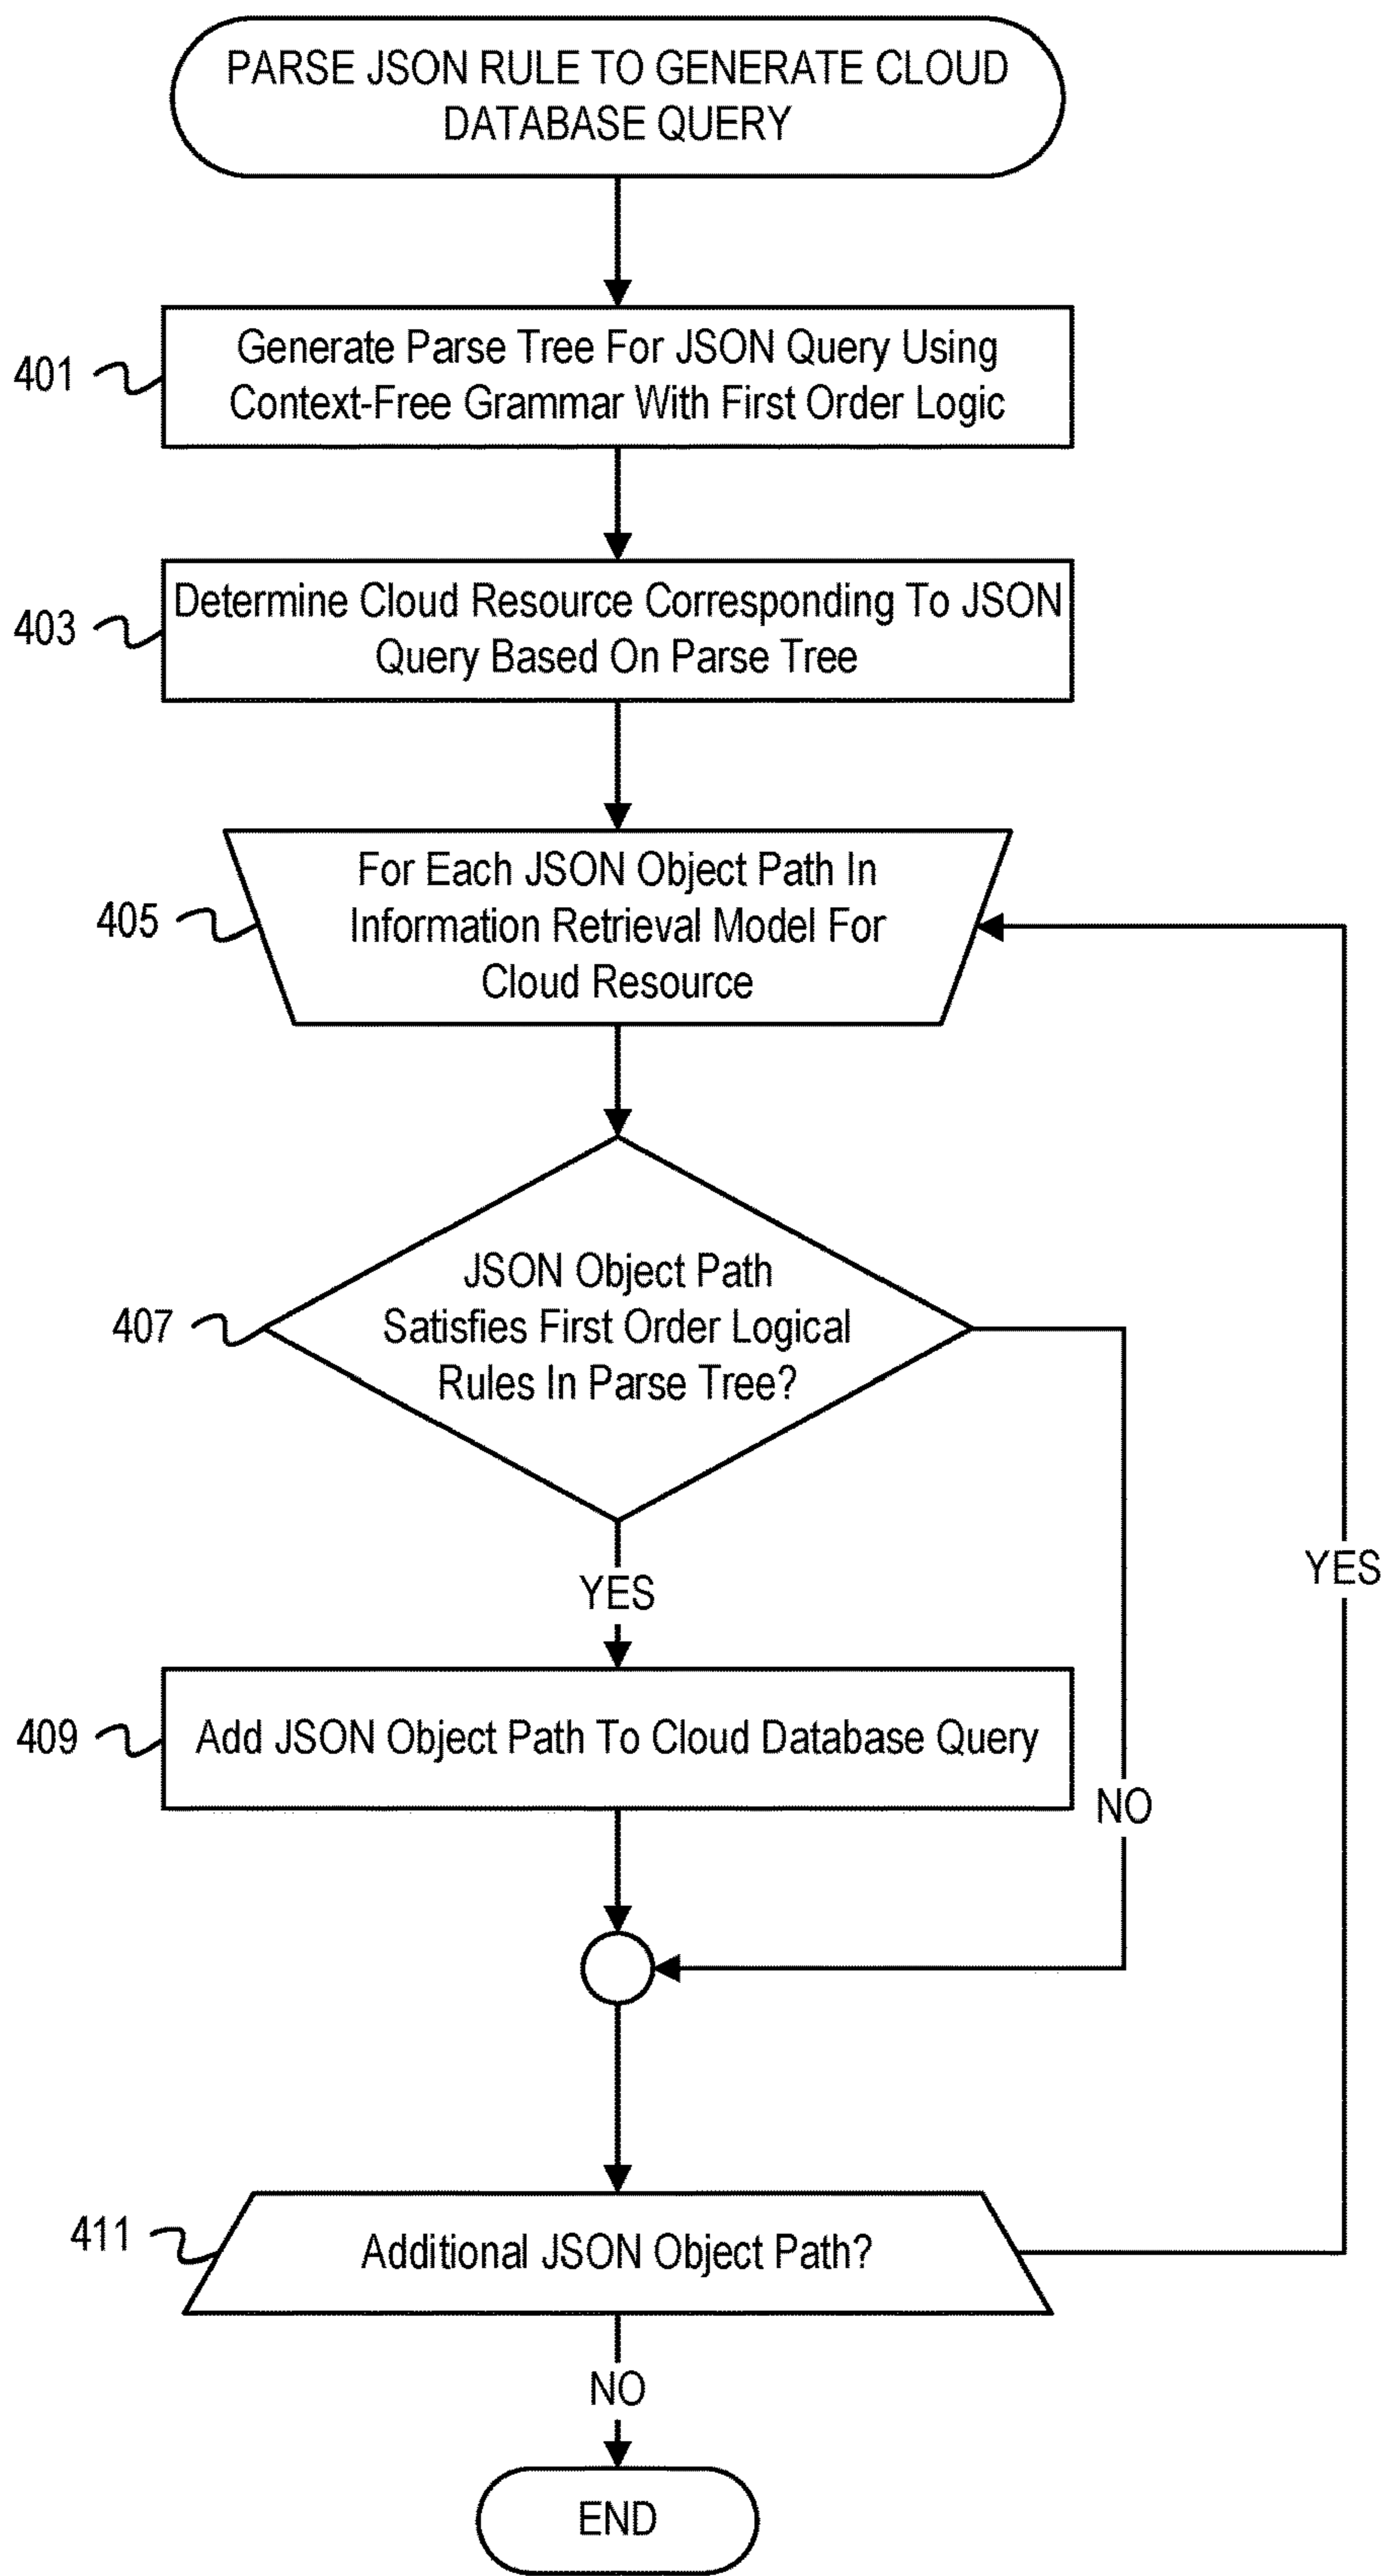 PARSE JSON RULE TO GENERATE CLOUD
DATABASE QUERY
401
Generate Parse Tree For JSON Query Using
Context-Free Grammar With First Order Logic
403
Determine Cloud Resource Corresponding To JSON
Query Based On Parse Tree
405
For Each JSON Object Path In
Information Retrieval Model For
Cloud Resource
407
JSON Object Path
Satisfies First Order Logical
Rules In Parse Tree?
YES
YES
409
Add JSON Object Path To Cloud Database Query
NO
411
Additional JSON Object Path?
NO
END